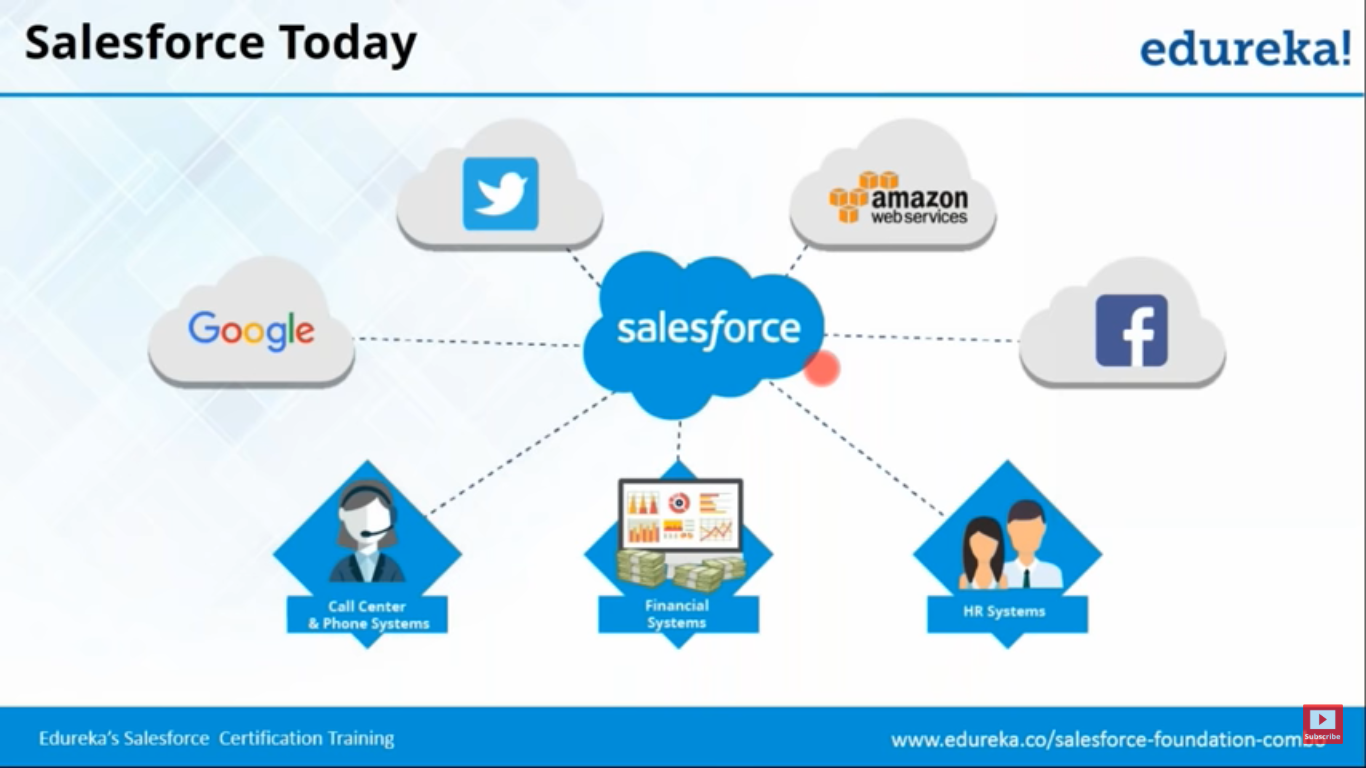 Salesforce Today
edureka!
amazon
web services
Google
salesforce
f
Call Center
& Phone Systems
Financial
Systems
HR Systems
Edureka's Salesforce Certification Training
www.edureka.co/salesforce-foundation-
Subscribe